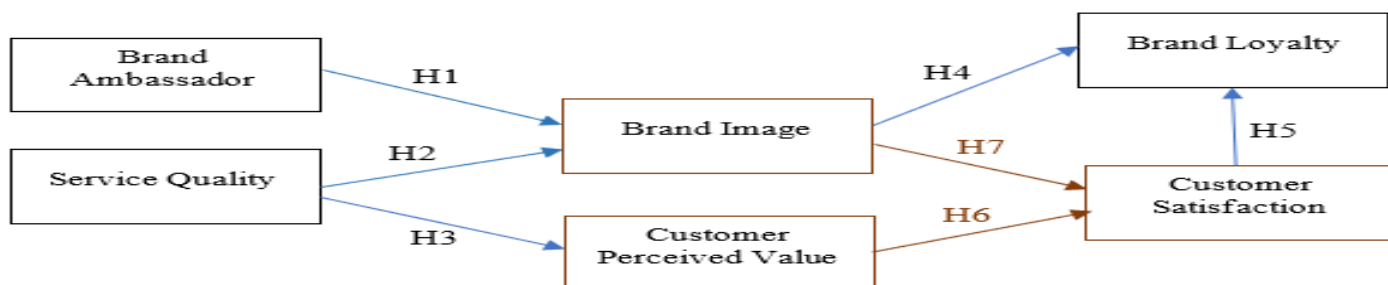 Brand
Ambassador
H1
Service Quality
H2
H3
Brand Image
Customer
Perceived Value
H4
H7
H6
Brand Loyalty
H5
Customer
Satisfaction